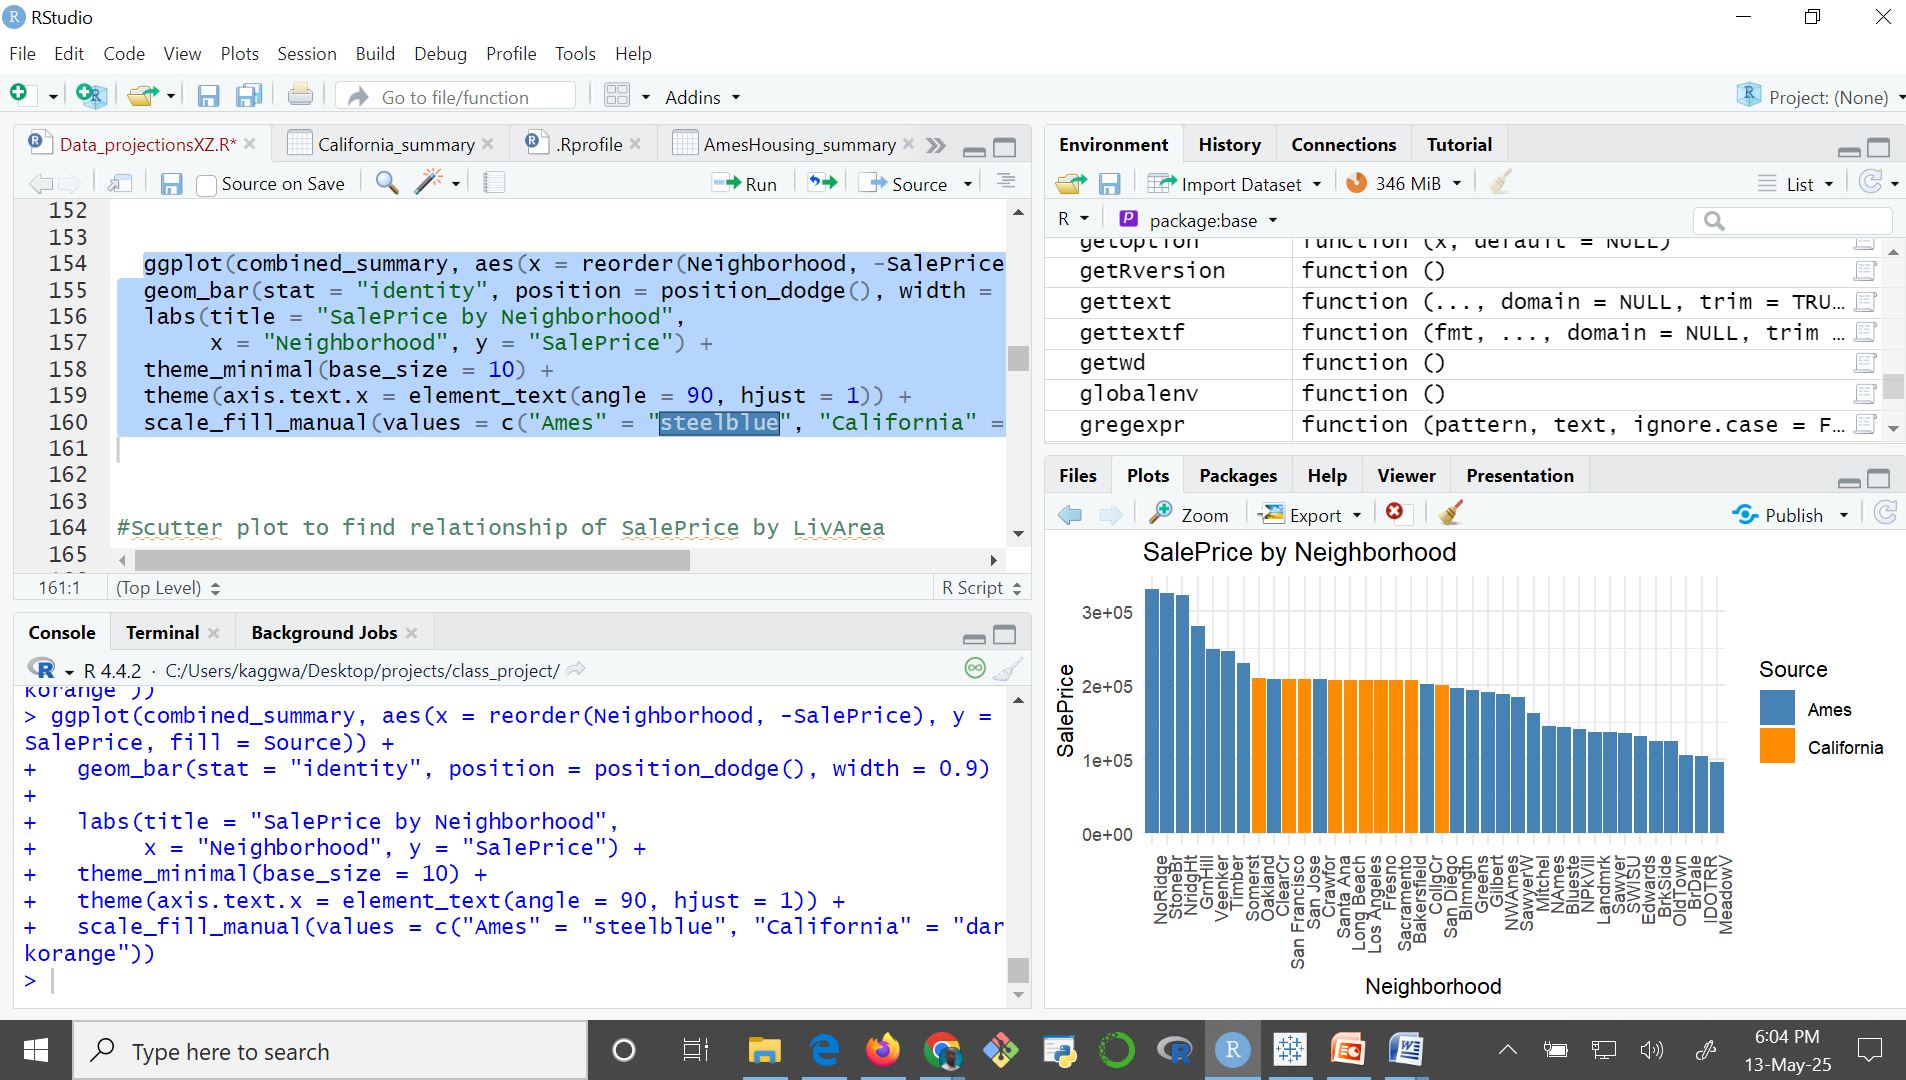 RStudio
File Edit Code View Plots Session Build Debug Profile Tools Help
Go to file/function
Addins
Project: (None)
Data_projectionsXZ.R*
California_summary
.Rprofile
AmesHousing_summary
Source on Save
Run
Source
152
153
154 ggplot(combined_summary, aes(x = reorder(Neighborhood, -SalePrice
155 geom_bar(stat = "identity", position = position_dodge(), width =
156 labs(title = "SalePrice by Neighborhood",
157 x = "Neighborhood", y = "SalePrice") +
158 theme_minimal(base_size = 10) +
159 theme(axis.text.x = element_text(angle = 90, hjust = 1)) +
160 scale_fill_manual(values = c("Ames" = "steelblue", "California" =
161
162
163
164 #Scutter plot to find relationship of SalePrice by LivArea
165
161:1 (Top Level) R Script
Console Terminal Background Jobs
R 4.4.2 · C:/Users/kaggwa/Desktop/projects/class_project/
korange"))
> ggplot(combined_summary, aes(x = reorder(Neighborhood, -SalePrice), y =
SalePrice, fill = Source)) +
+ geom_bar(stat = "identity", position = position_dodge(), width = 0.9)
+
+ labs(title = "SalePrice by Neighborhood",
+ x = "Neighborhood", y = "SalePrice") +
+ theme_minimal(base_size = 10) +
+ theme(axis.text.x = element_text(angle = 90, hjust = 1)) +
+ scale_fill_manual(values = c("Ames" = "steelblue", "California" = "dar
korange"))
>
Environment History Connections Tutorial
Import Dataset
346 MiB
List
R
package:base
getOption function (x, default = NULL)
getRversion function ()
gettext function (..., domain = NULL, trim = TRU...
gettextf function (fmt, ..., domain = NULL, trim ...
getwd function ()
globalenv function ()
gregexpr function (pattern, text, ignore.case = F...
Files Plots Packages Help Viewer Presentation
Zoom
Export
Publish
SalePrice by Neighborhood
3e+05
2e+05
1e+05
0e+00
SalePrice
NoRidge
StoneBr
NridgHt
GrnHill
Veenker
Timber
Somerst
Oakland
ClearCr
San Francisco
San Jose
Crawfor
Santa Ana
Long Beach
Los Angeles
Fresno
Sacramento
Bakersfield
CollgCr
San Diego
Blmngtn
Greens
Gilbert
NWAmes
SawyerW
Mitchel
NAmes
Blueste
NPkVill
Landmrk
Sawyer
SWISU
Edwards
BrkSide
OldTown
BrDale
IDOTRR
MeadowV
Neighborhood
Source
Ames
California
Type here to search
6:04 PM
13-May-25